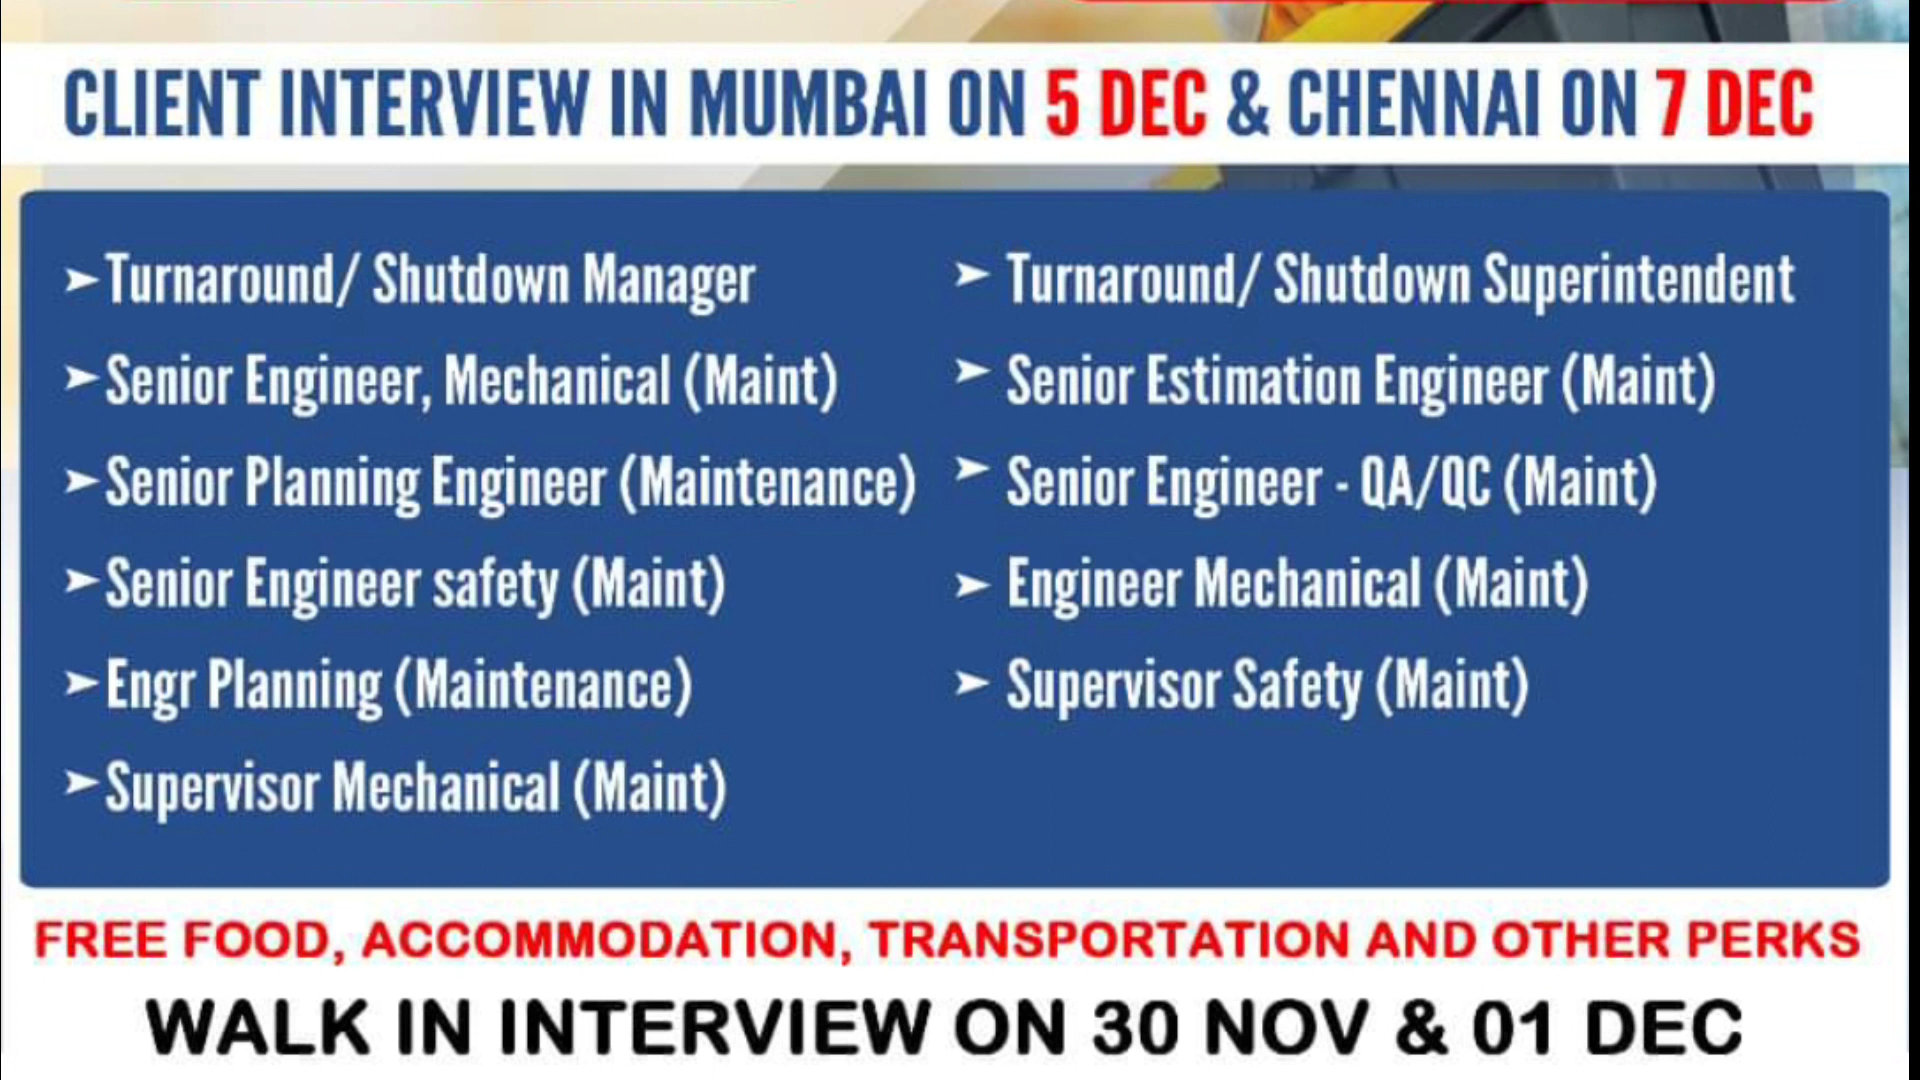 CLIENT INTERVIEW IN MUMBAI ON 5 DEC & CHENNAI ON 7 DEC
➤Turnaround/ Shutdown Manager
➤Senior Engineer, Mechanical (Maint)
➤Senior Planning Engineer (Maintenance)
➤Senior Engineer safety (Maint)
➤Engr Planning (Maintenance)
➤Supervisor Mechanical (Maint)
➤ Turnaround/ Shutdown Superintendent
➤ Senior Estimation Engineer (Maint)
➤ Senior Engineer - QA/QC (Maint)
➤ Engineer Mechanical (Maint)
➤ Supervisor Safety (Maint)
FREE FOOD, ACCOMMODATION, TRANSPORTATION AND OTHER PERKS
WALK IN INTERVIEW ON 30 NOV & 01 DEC